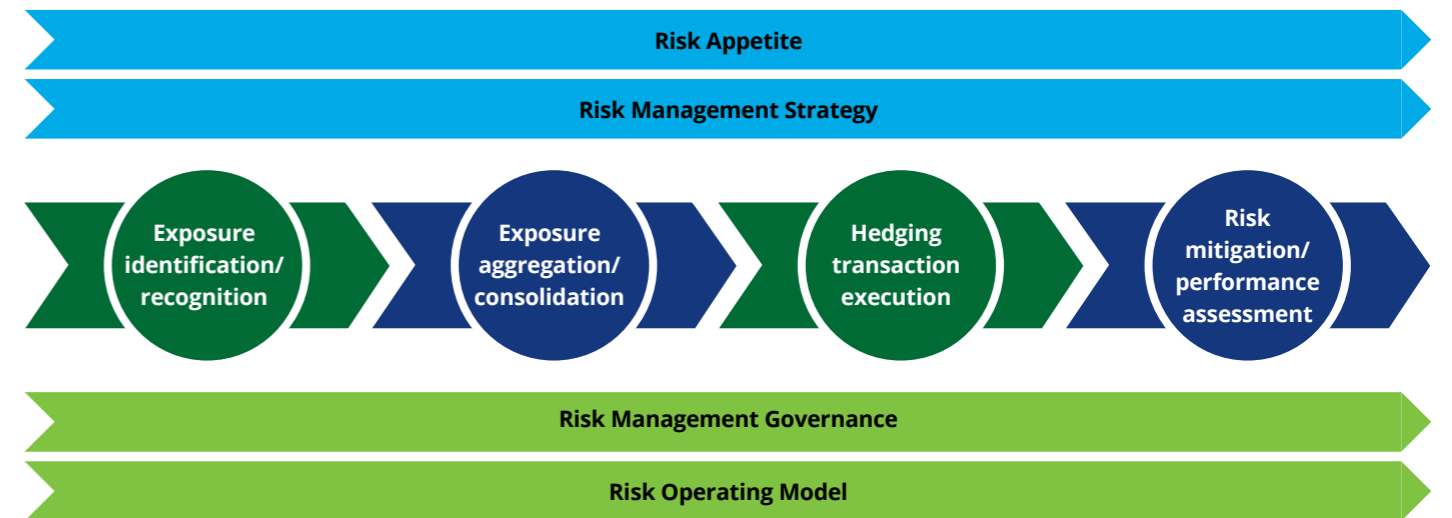 Risk Appetite
Risk Management Strategy
Exposure
identification/
recognition
Exposure
aggregation/
consolidation
Hedging
transaction
execution
Risk
mitigation/
performance
assessment
Risk Management Governance
Risk Operating Model